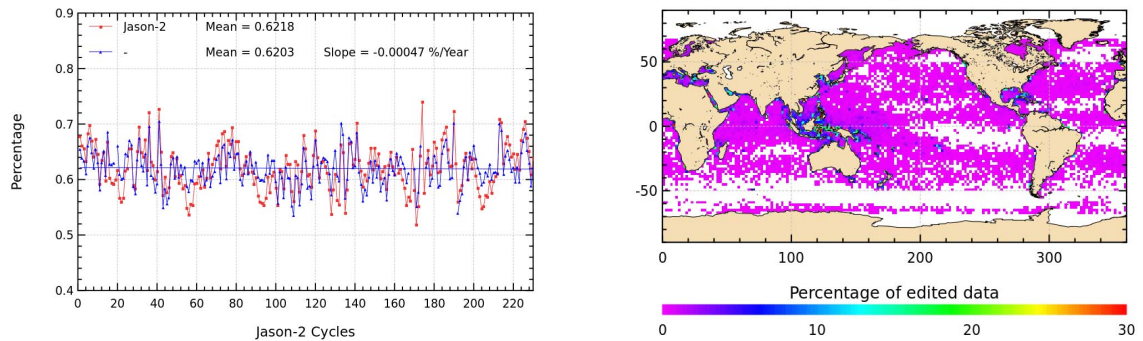 Jason-2 Mean = 0.6218
- Mean = 0.6203 Slope = -0.00047 %/Year
Percentage
0.9
0.8
0.7
0.6
0.5
0.4
0 20 40 60 80 100 120 140 160 180 200 220
Jason-2 Cycles
50
0
-50
0 100 200 300
Percentage of edited data
0 10 20 30